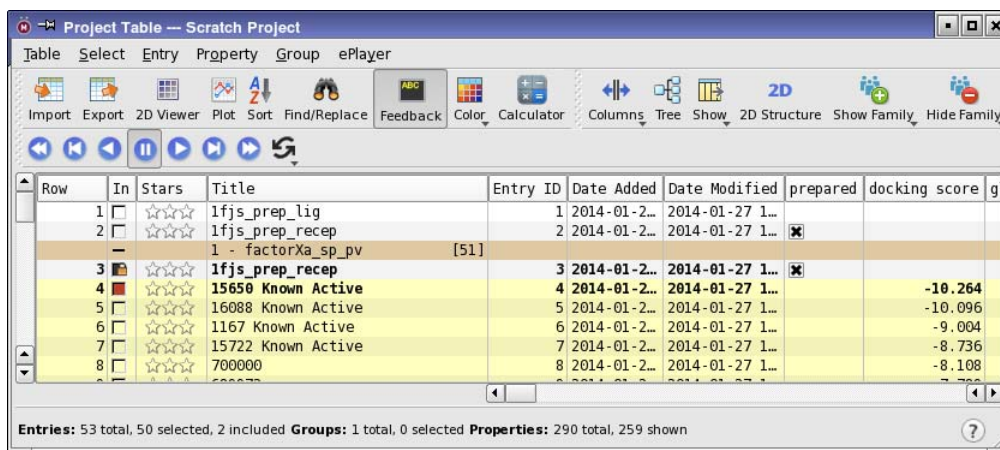 Project Table --- Scratch Project
Table Select Entry Property Group ePlayer
ABC A Z 2D
Import Export 2D Viewer Plot Sort Find/Replace Feedback Color Calculator Columns Tree Show 2D Structure Show Family Hide Family
Row In Stars Title Entry ID Date Added Date Modified prepared docking score g
1 1fjs_prep_lig 1 2014-01-2… 2014-01-27 1…
2 1fjs_prep_recep 2 2014-01-2… 2014-01-27 1…
1 - factorXa_sp_pv [51]
3 1fjs_prep_recep 3 2014-01-2… 2014-01-27 1…
4 15650 Known Active 4 2014-01-2… 2014-01-27 1… -10.264
5 16088 Known Active 5 2014-01-2… 2014-01-27 1… -10.096
6 1167 Known Active 6 2014-01-2… 2014-01-27 1… -9.004
7 15722 Known Active 7 2014-01-2… 2014-01-27 1… -8.736
8 700000 8 2014-01-2… 2014-01-27 1… -8.108
Entries: 53 total, 50 selected, 2 included Groups: 1 total, 0 selected Properties: 290 total, 259 shown
?